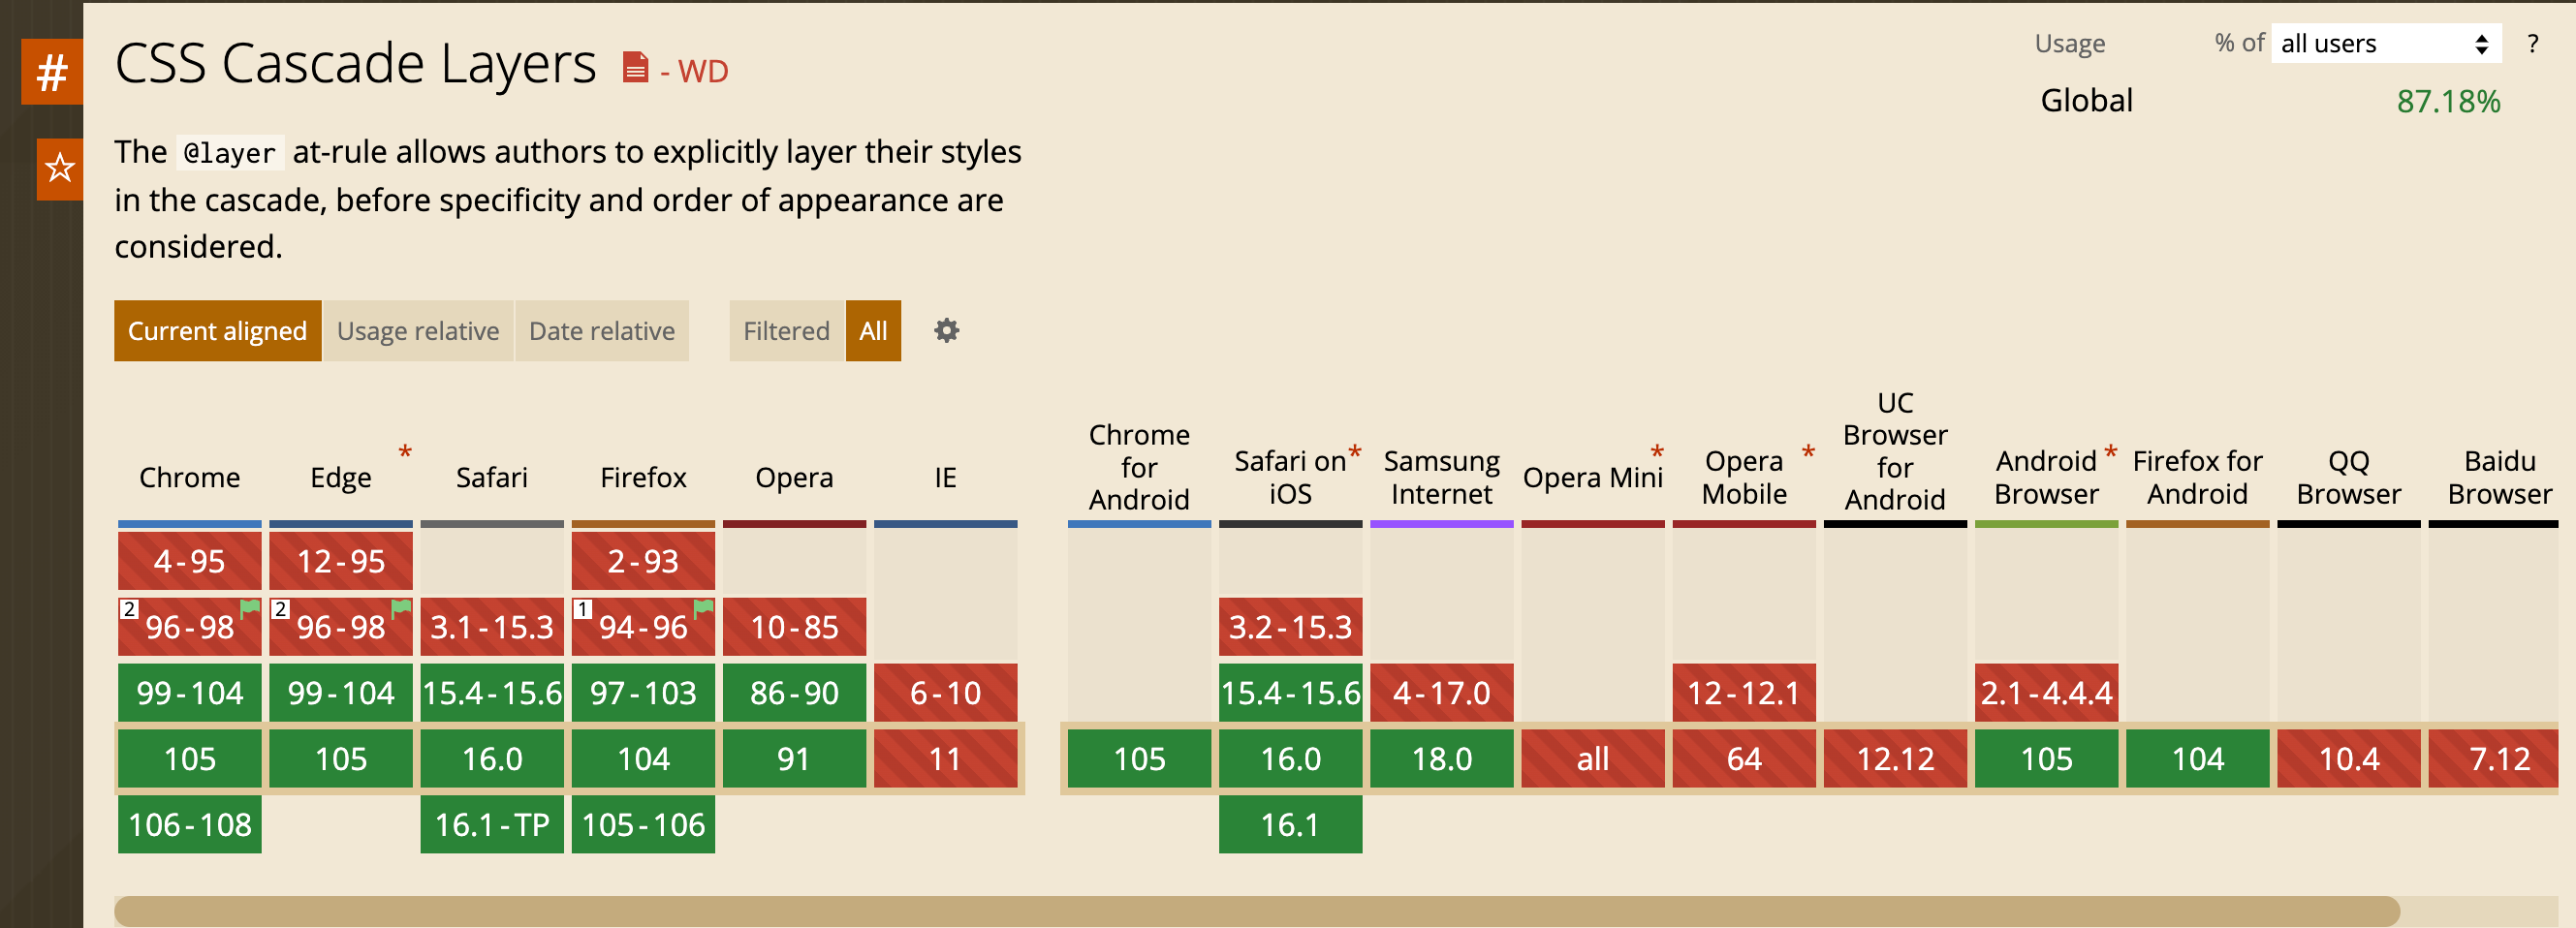 #
CSS Cascade Layers - WD
Usage % of all users ?
Global 87.18%
The @layer at-rule allows authors to explicitly layer their styles
in the cascade, before specificity and order of appearance are
considered.
Current aligned Usage relative Date relative Filtered All
Chrome Edge * Safari Firefox Opera IE Chrome for Android Safari on iOS * Samsung Internet Opera Mini * Opera Mobile * UC Browser for Android Android Browser * Firefox for Android QQ Browser Baidu Browser
4-95 12-95 2-93
2 96-98 2 96-98 3.1-15.3 1 94-96 10-85 3.2-15.3
99-104 99-104 15.4-15.6 97-103 86-90 6-10 15.4-15.6 4-17.0 12-12.1 2.1-4.4.4
105 105 16.0 104 91 11 105 16.0 18.0 all 64 12.12 105 104 10.4 7.12
106-108 16.1-TP 105-106 16.1